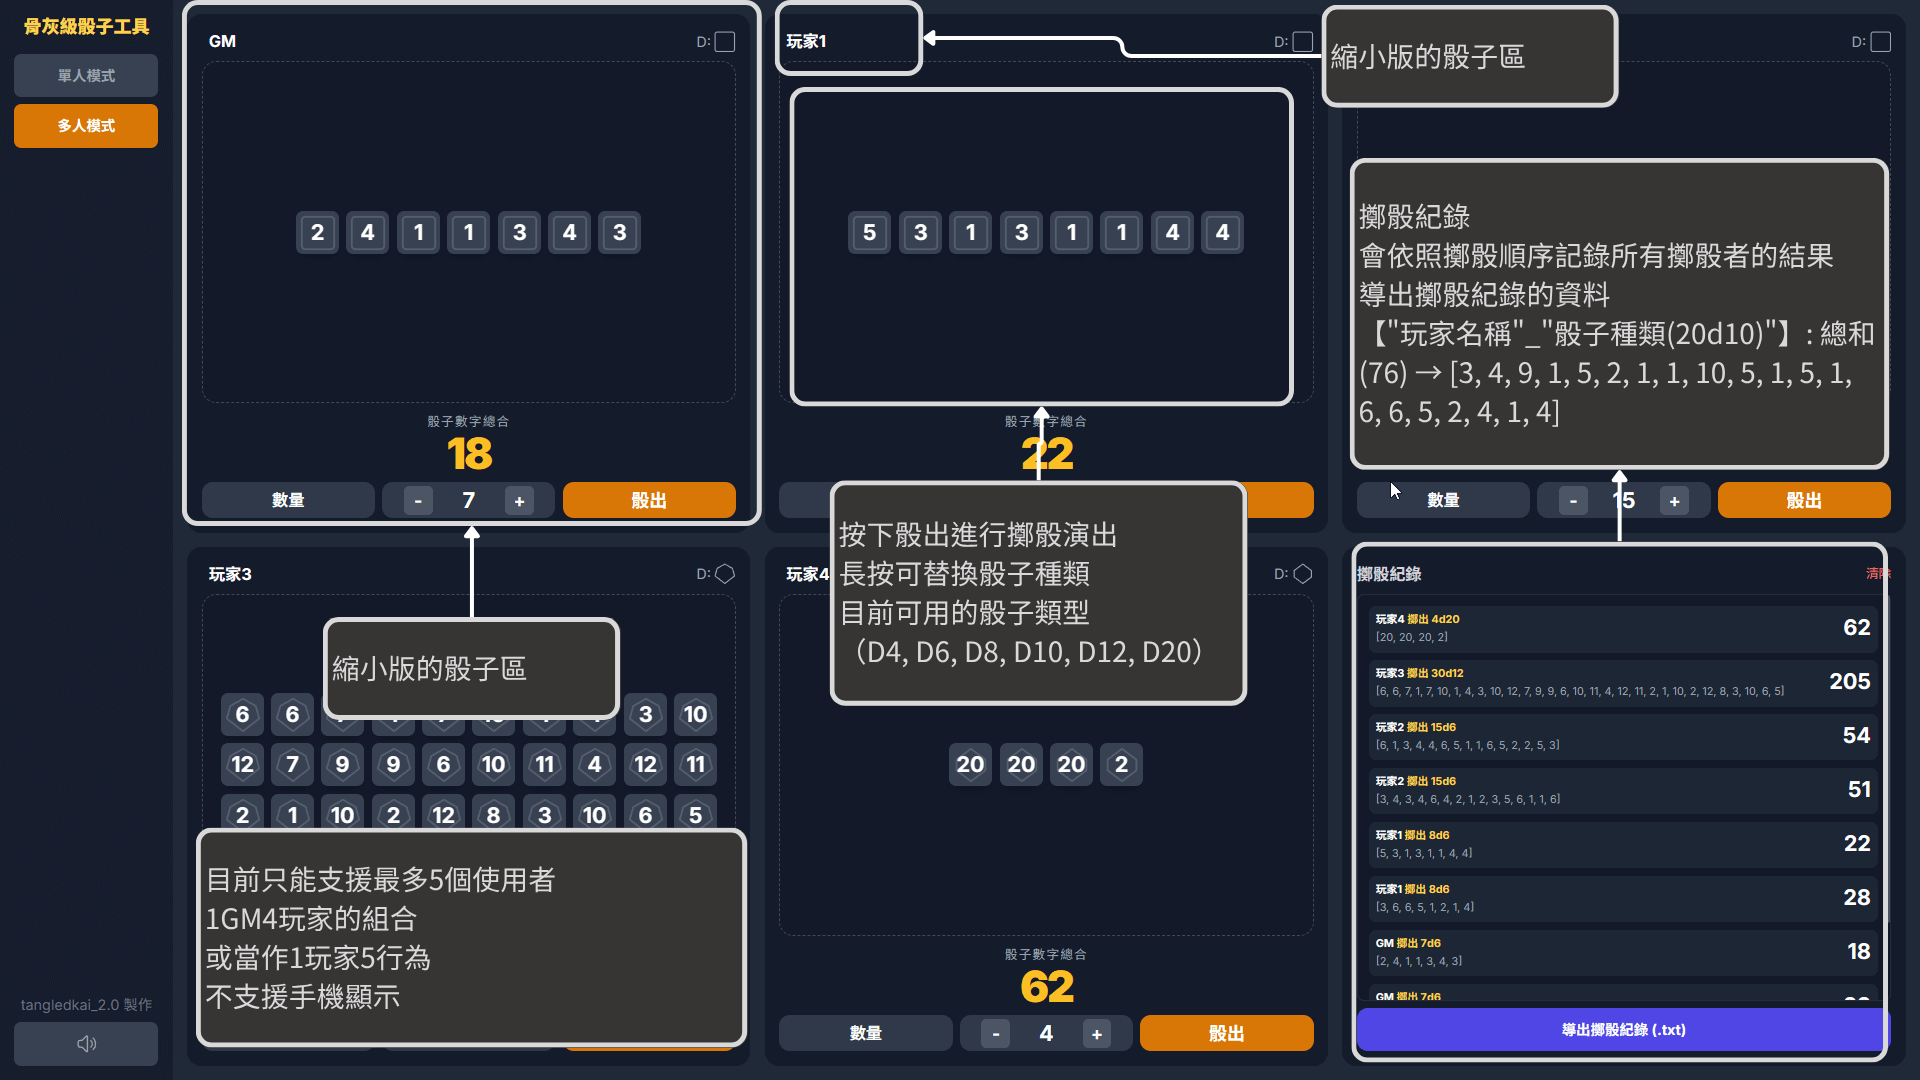 骨灰級骰子工具
單人模式
多人模式
tangledkai_2.0 製作
GM
D:
2 4 1 1 3 4 3
骰子數字總合
18
數量
- 7 +
骰出
玩家1
D:
5 3 1 3 1 1 4 4
骰子數字總合
22
縮小版的骰子區
D:
擲骰紀錄
會依照擲骰順序記錄所有擲骰者的結果
導出擲骰紀錄的資料
【"玩家名稱"_"骰子種類(20d10)"】: 總和
(76) → [3, 4, 9, 1, 5, 2, 1, 1, 10, 5, 1, 5, 1,
6, 6, 5, 2, 4, 1, 4]
數量
- 15 +
骰出
玩家3
D:
縮小版的骰子區
6 6 3 10
12 7 9 9 6 10 11 4 12 11
2 1 10 2 12 8 3 10 6 5
目前只能支援最多5個使用者
1GM4玩家的組合
或當作1玩家5行為
不支援手機顯示
玩家4
D:
按下骰出進行擲骰演出
長按可替換骰子種類
目前可用的骰子類型
（D4, D6, D8, D10, D12, D20）
20 20 20 2
骰子數字總合
62
數量
- 4 +
骰出
擲骰紀錄
清除
玩家4 擲出 4d20
[20, 20, 20, 2]
62
玩家3 擲出 30d12
[6, 6, 7, 1, 7, 10, 1, 4, 3, 10, 12, 7, 9, 9, 6, 10, 11, 4, 12, 11, 2, 1, 10, 2, 12, 8, 3, 10, 6, 5]
205
玩家2 擲出 15d6
[6, 1, 3, 4, 4, 6, 5, 1, 1, 6, 5, 2, 2, 5, 3]
54
玩家2 擲出 15d6
[3, 4, 3, 4, 6, 4, 2, 1, 2, 3, 5, 6, 1, 1, 6]
51
玩家1 擲出 8d6
[5, 3, 1, 3, 1, 1, 4, 4]
22
玩家1 擲出 8d6
[3, 6, 6, 5, 1, 2, 1, 4]
28
GM 擲出 7d6
[2, 4, 1, 1, 3, 4, 3]
18
GM 擲出 7d6
導出擲骰紀錄 (.txt)